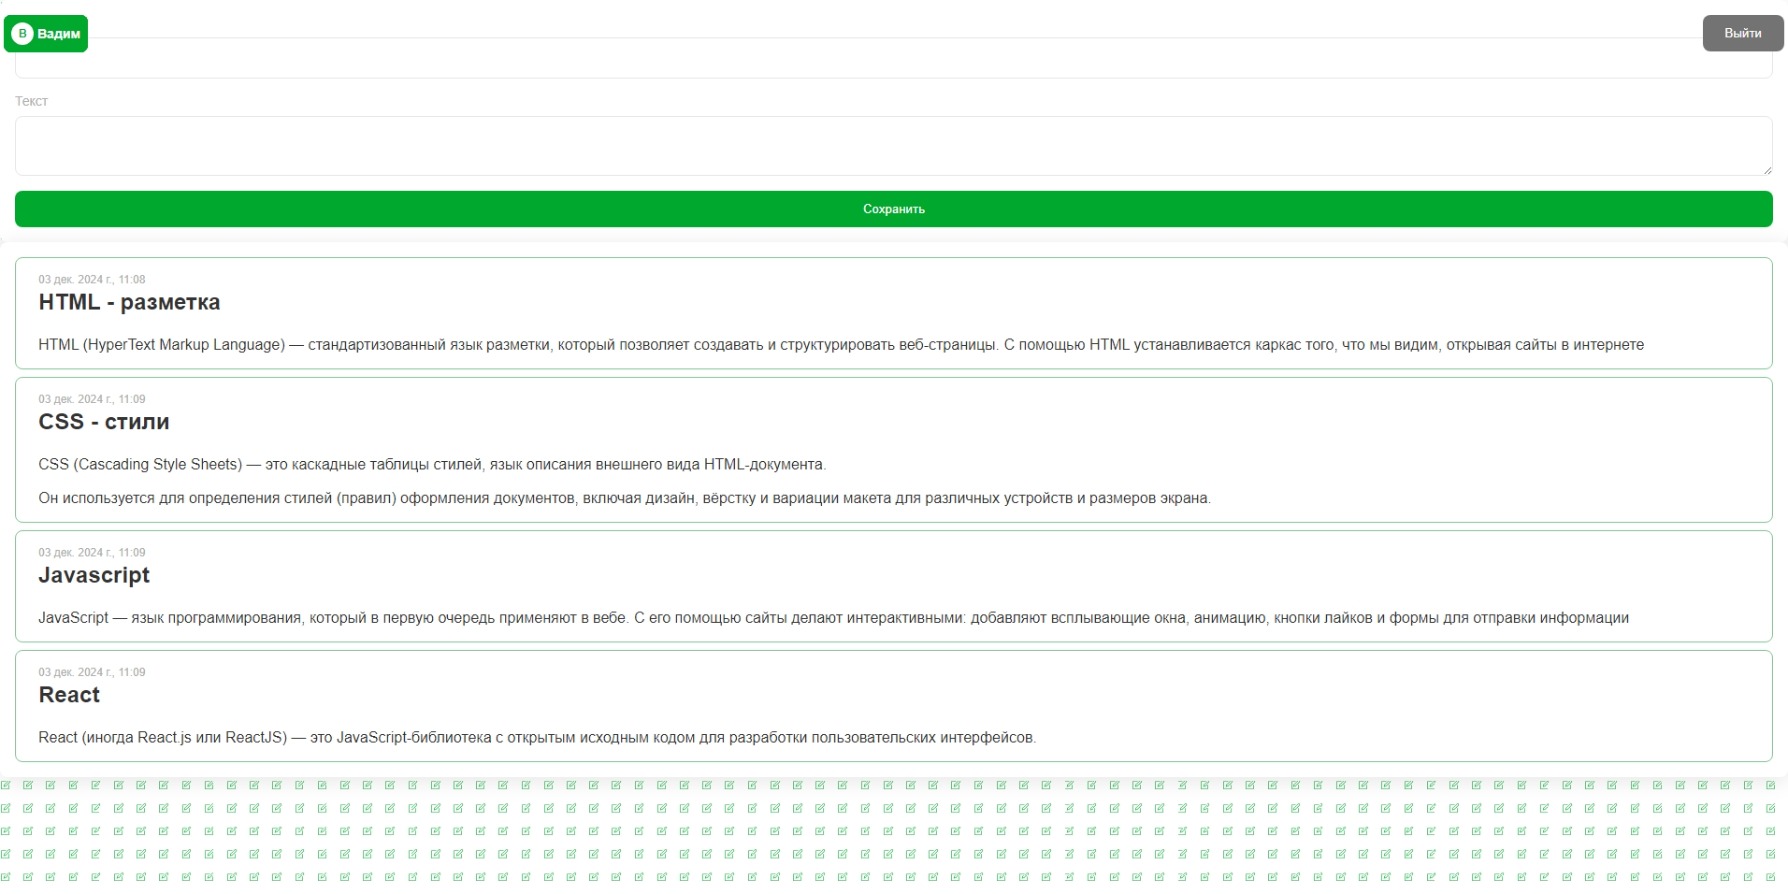 В Вадим
Выйти
Текст
Сохранить
03 дек. 2024 г., 11:08
HTML - разметка
HTML (HyperText Markup Language) — стандартизованный язык разметки, который позволяет создавать и структурировать веб-страницы. С помощью HTML устанавливается каркас того, что мы видим, открывая сайты в интернете
03 дек. 2024 г., 11:09
CSS - стили
CSS (Cascading Style Sheets) — это каскадные таблицы стилей, язык описания внешнего вида HTML-документа.
Он используется для определения стилей (правил) оформления документов, включая дизайн, вёрстку и вариации макета для различных устройств и размеров экрана.
03 дек. 2024 г., 11:09
Javascript
JavaScript — язык программирования, который в первую очередь применяют в вебе. С его помощью сайты делают интерактивными: добавляют всплывающие окна, анимацию, кнопки лайков и формы для отправки информации
03 дек. 2024 г., 11:09
React
React (иногда React.js или ReactJS) — это JavaScript-библиотека с открытым исходным кодом для разработки пользовательских интерфейсов.